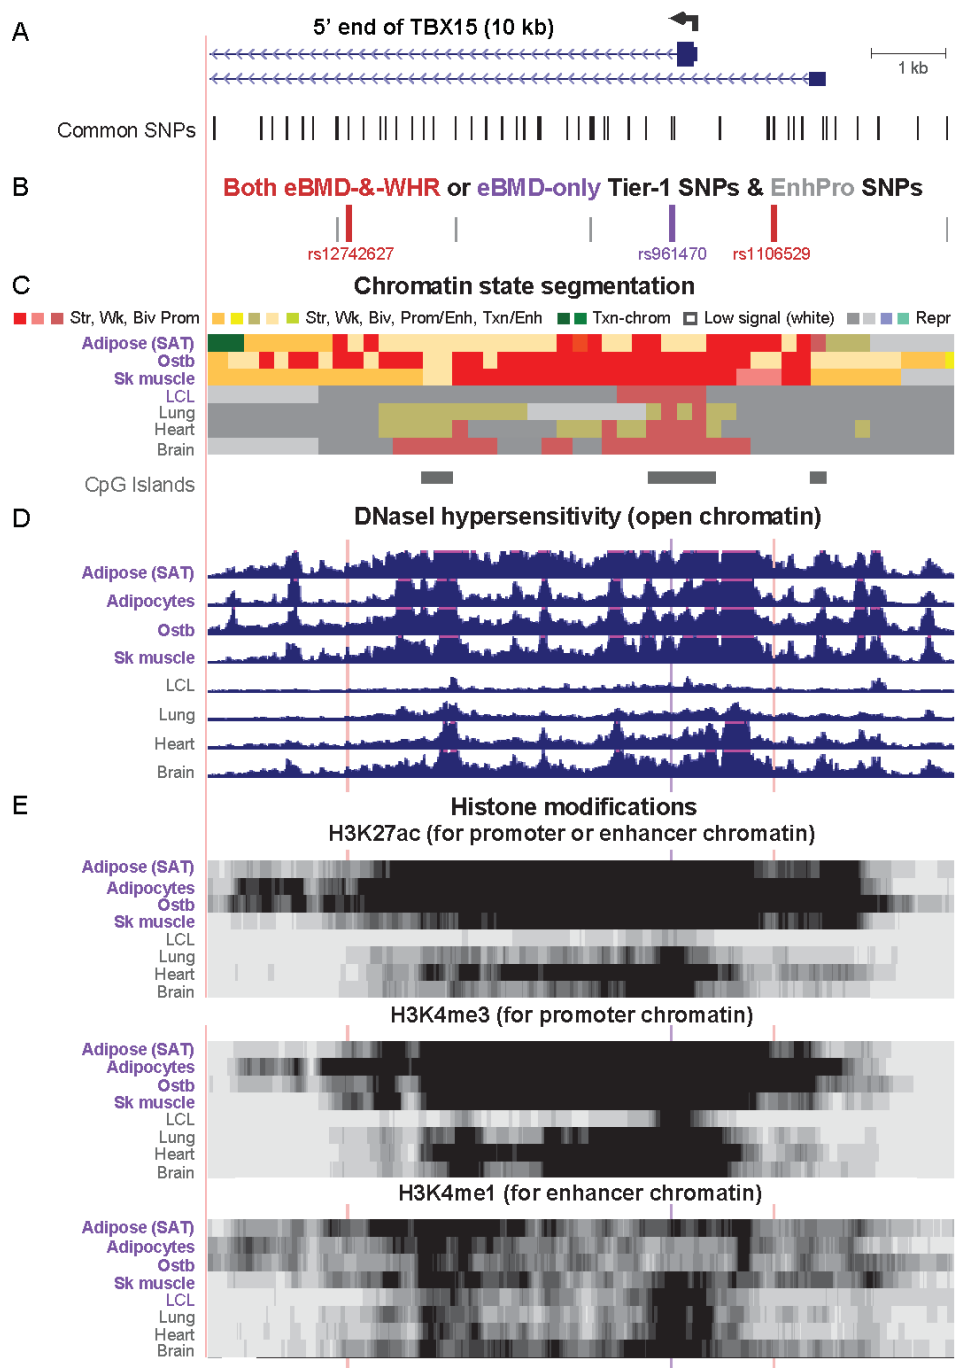 A
5’ end of TBX15 (10 kb)
1 kb
Common SNPs
B
Both eBMD-&-WHR or eBMD-only Tier-1 SNPs & EnhPro SNPs
rs12742627
rs961470
rs1106529
C
Chromatin state segmentation
Str, Wk, Biv Prom
Str, Wk, Biv, Prom/Enh, Txn/Enh
Txn-chrom
Low signal (white)
Repr
Adipose (SAT)
Ostb
Sk muscle
LCL
Lung
Heart
Brain
CpG Islands
D
DNaseI hypersensitivity (open chromatin)
Adipose (SAT)
Adipocytes
Ostb
Sk muscle
LCL
Lung
Heart
Brain
E
Histone modifications
H3K27ac (for promoter or enhancer chromatin)
Adipose (SAT)
Adipocytes
Ostb
Sk muscle
LCL
Lung
Heart
Brain
H3K4me3 (for promoter chromatin)
Adipose (SAT)
Adipocytes
Ostb
Sk muscle
LCL
Lung
Heart
Brain
H3K4me1 (for enhancer chromatin)
Adipose (SAT)
Adipocytes
Ostb
Sk muscle
LCL
Lung
Heart
Brain